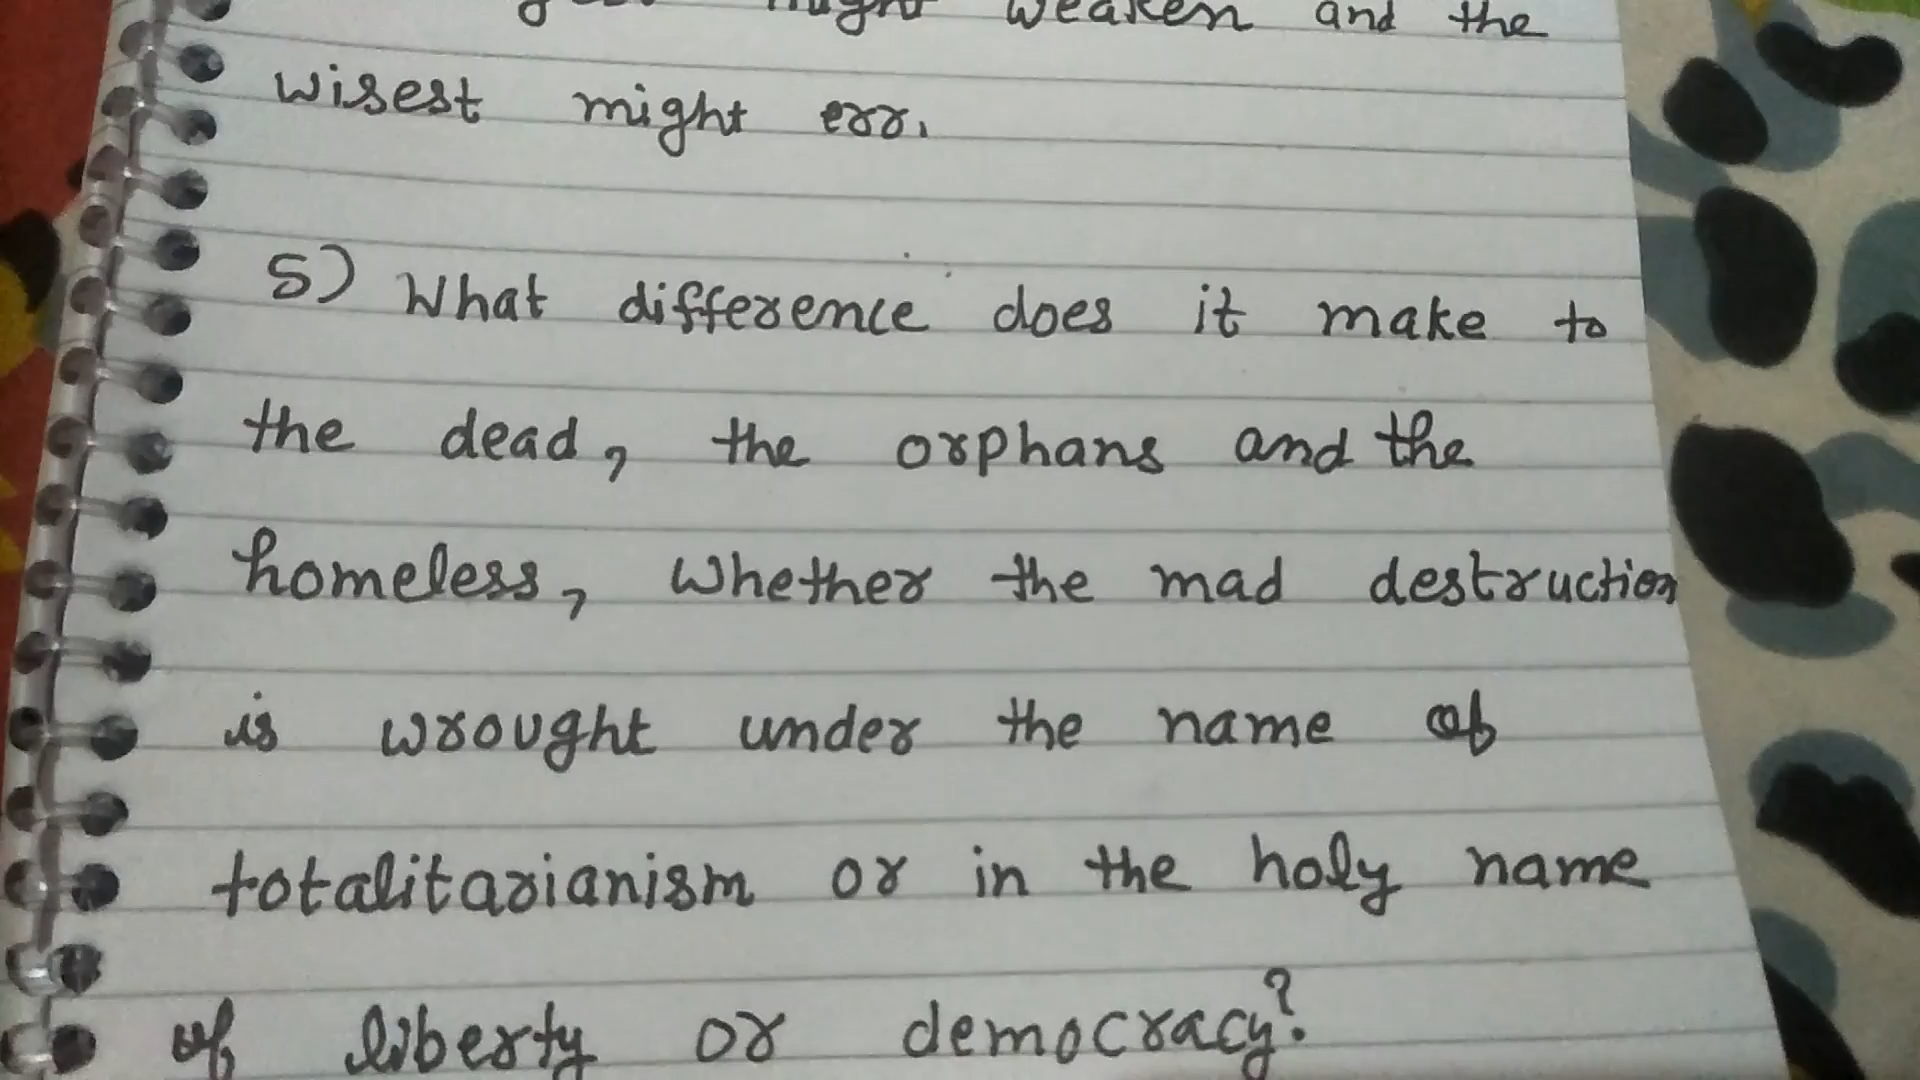 might weaken and the
wisest might err.
5) What difference does it make to
the dead, the orphans and the
homeless, whether the mad destruction
is wrought under the name of
totalitarianism or in the holy name
of liberty or democracy?